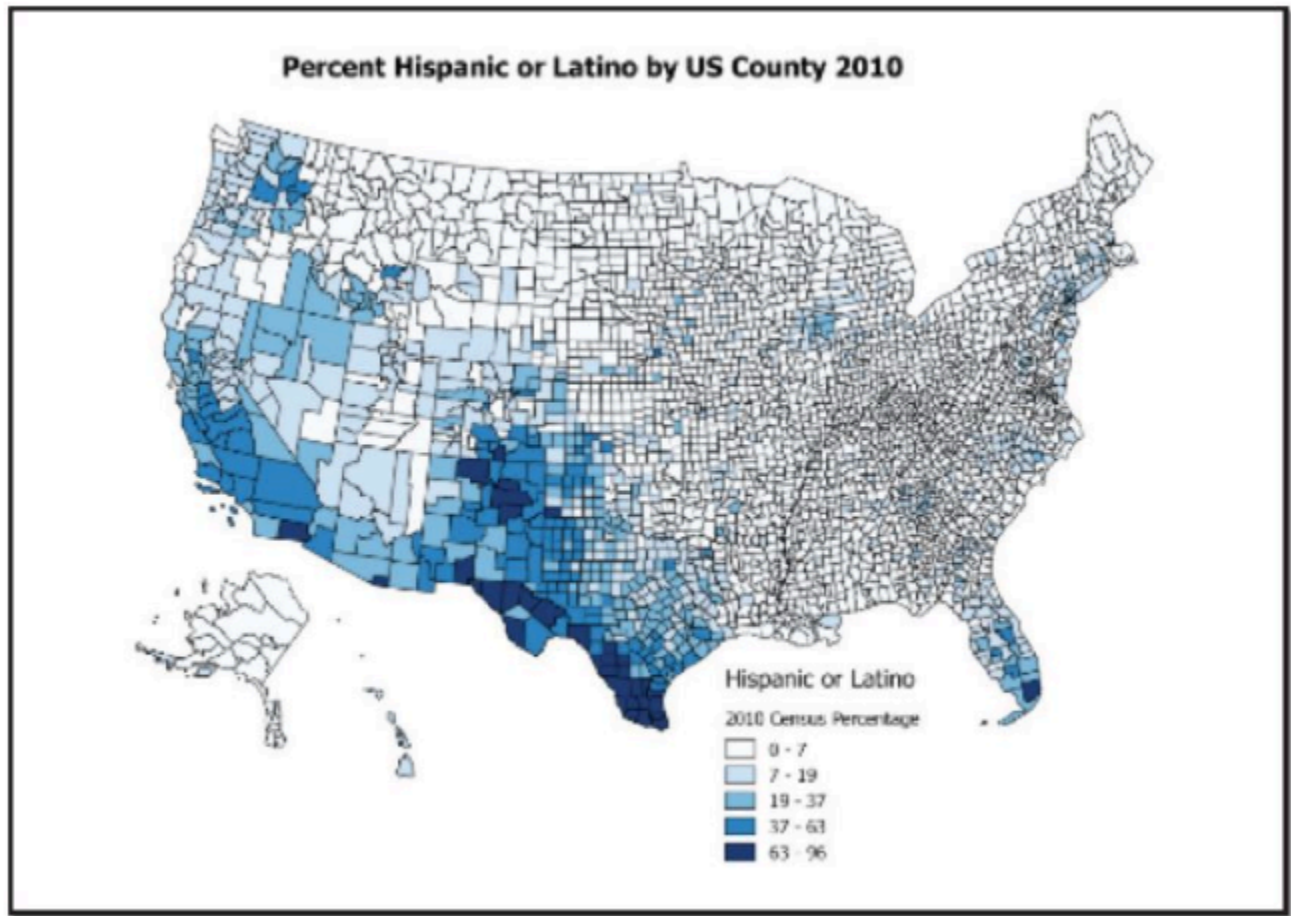 Percent Hispanic or Latino by US County 2010
Hispanic or Latino
2010 Census Percentage
0 - 7
7 - 19
19 - 37
37 - 63
63 - 96